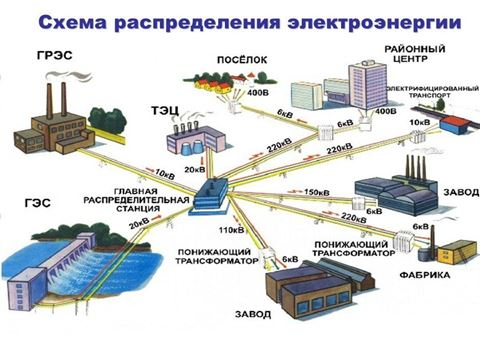 Схема распределения электроэнергии
ГРЭС
ПОСЁЛОК
РАЙОННЫЙ
ЦЕНТР
400В
ЭЛЕКТРИФИЦИРОВАННЫЙ
ТРАНСПОРТ
ТЭЦ
6кВ
6кВ
400В
10кВ
220кВ
220кВ
20кВ
10кВ
ГЛАВНАЯ
РАСПРЕДЕЛИТЕЛЬНАЯ
СТАНЦИЯ
150кВ
ЗАВОД
6кВ
ГЭС
20кВ
110кВ
220кВ
ПОНИЖАЮЩИЙ
ТРАНСФОРМАТОР
ПОНИЖАЮЩИЙ
ТРАНСФОРМАТОР
6кВ
ФАБРИКА
6кВ
ЗАВОД